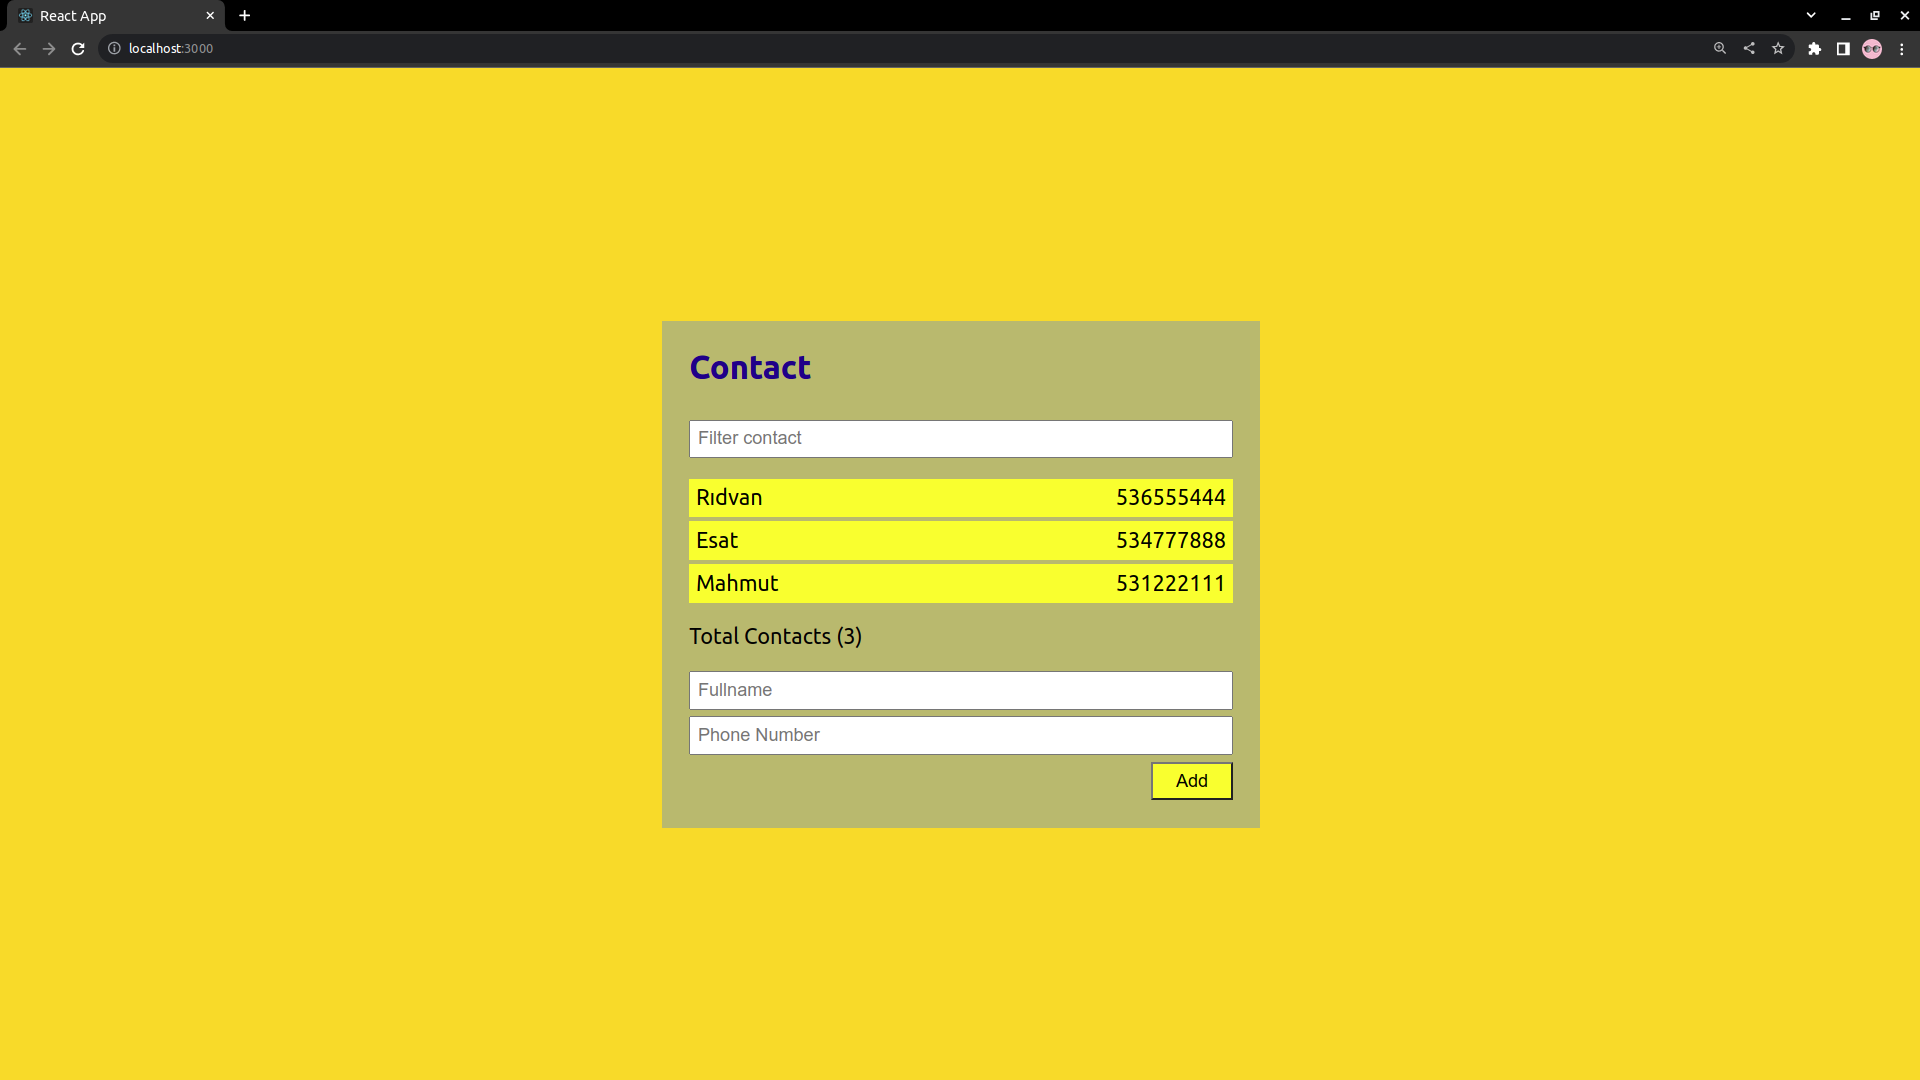 React App
localhost:3000
Contact
Filter contact
Rıdvan 536555444
Esat 534777888
Mahmut 531222111
Total Contacts (3)
Fullname
Phone Number
Add